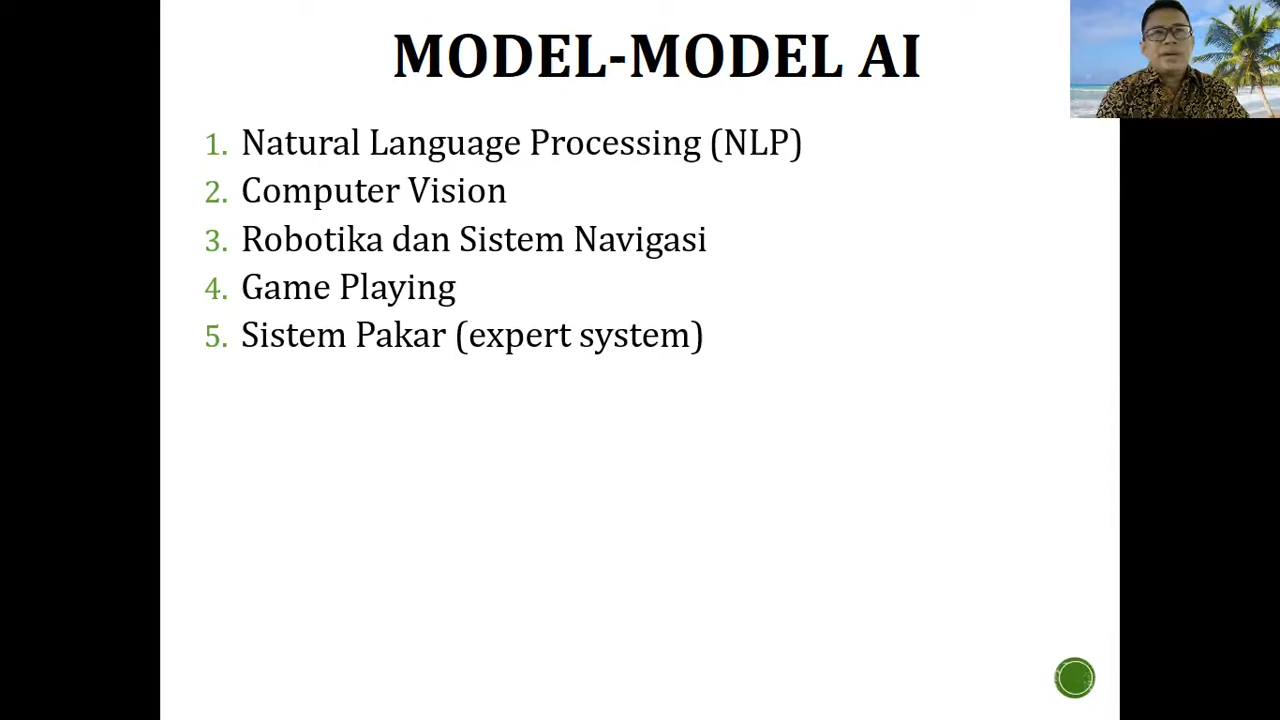 MODEL-MODEL AI
1. Natural Language Processing (NLP)
2. Computer Vision
3. Robotika dan Sistem Navigasi
4. Game Playing
5. Sistem Pakar (expert system)